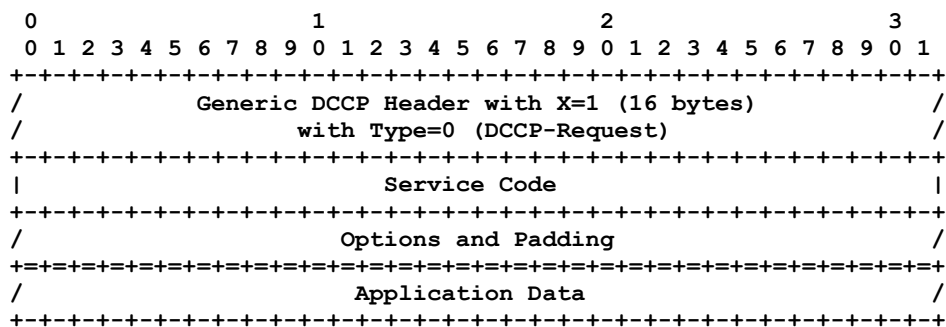 0                   1                   2                   3
 0 1 2 3 4 5 6 7 8 9 0 1 2 3 4 5 6 7 8 9 0 1 2 3 4 5 6 7 8 9 0 1
+-+-+-+-+-+-+-+-+-+-+-+-+-+-+-+-+-+-+-+-+-+-+-+-+-+-+-+-+-+-+-+-+
/            Generic DCCP Header with X=1 (16 bytes)            /
/                   with Type=0 (DCCP-Request)                  /
+-+-+-+-+-+-+-+-+-+-+-+-+-+-+-+-+-+-+-+-+-+-+-+-+-+-+-+-+-+-+-+-+
|                         Service Code                          |
+-+-+-+-+-+-+-+-+-+-+-+-+-+-+-+-+-+-+-+-+-+-+-+-+-+-+-+-+-+-+-+-+
/                      Options and Padding                      /
+=+=+=+=+=+=+=+=+=+=+=+=+=+=+=+=+=+=+=+=+=+=+=+=+=+=+=+=+=+=+=+=+
/                       Application Data                        /
+-+-+-+-+-+-+-+-+-+-+-+-+-+-+-+-+-+-+-+-+-+-+-+-+-+-+-+-+-+-+-+-+